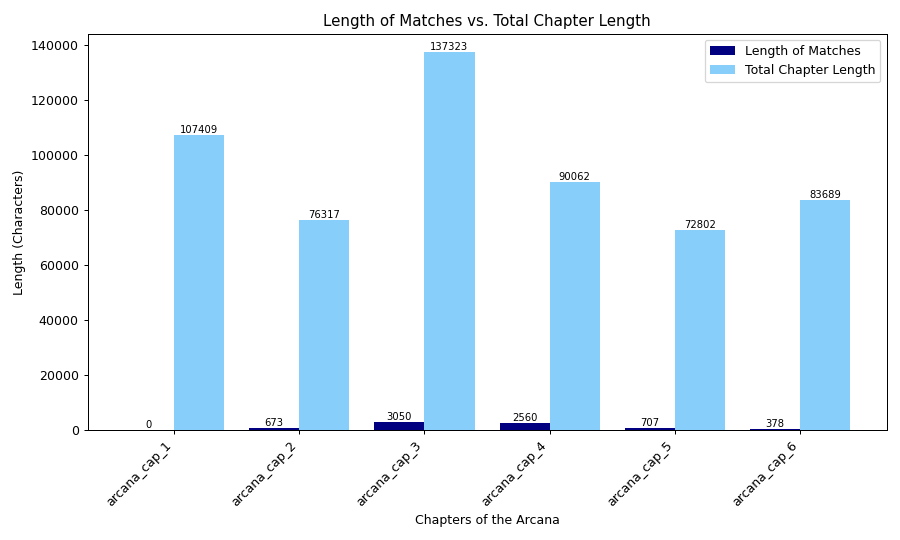 Length of Matches vs. Total Chapter Length
Length (Characters)
140000
120000
100000
80000
60000
40000
20000
0
Length of Matches
Total Chapter Length
0
107409
673
76317
3050
137323
2560
90062
707
72802
378
83689
arcana_cap_1
arcana_cap_2
arcana_cap_3
arcana_cap_4
arcana_cap_5
arcana_cap_6
Chapters of the Arcana